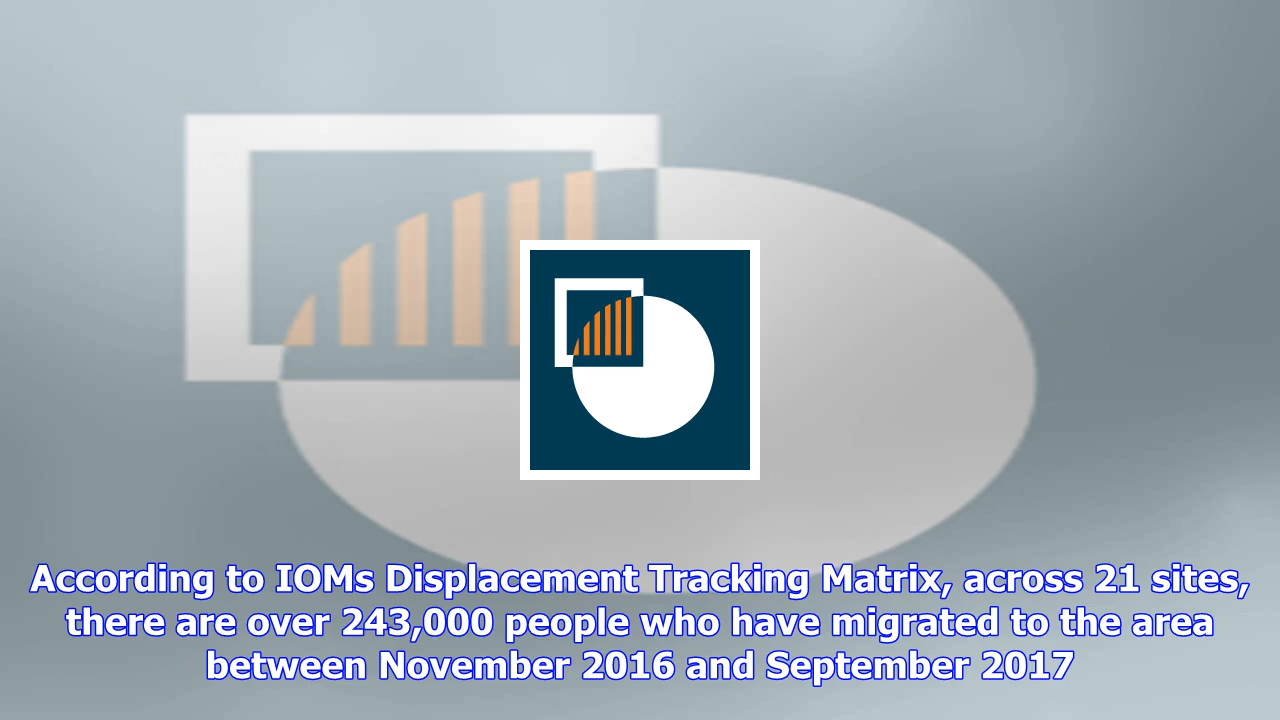 According to IOMs Displacement Tracking Matrix, across 21 sites,
there are over 243,000 people who have migrated to the area
between November 2016 and September 2017